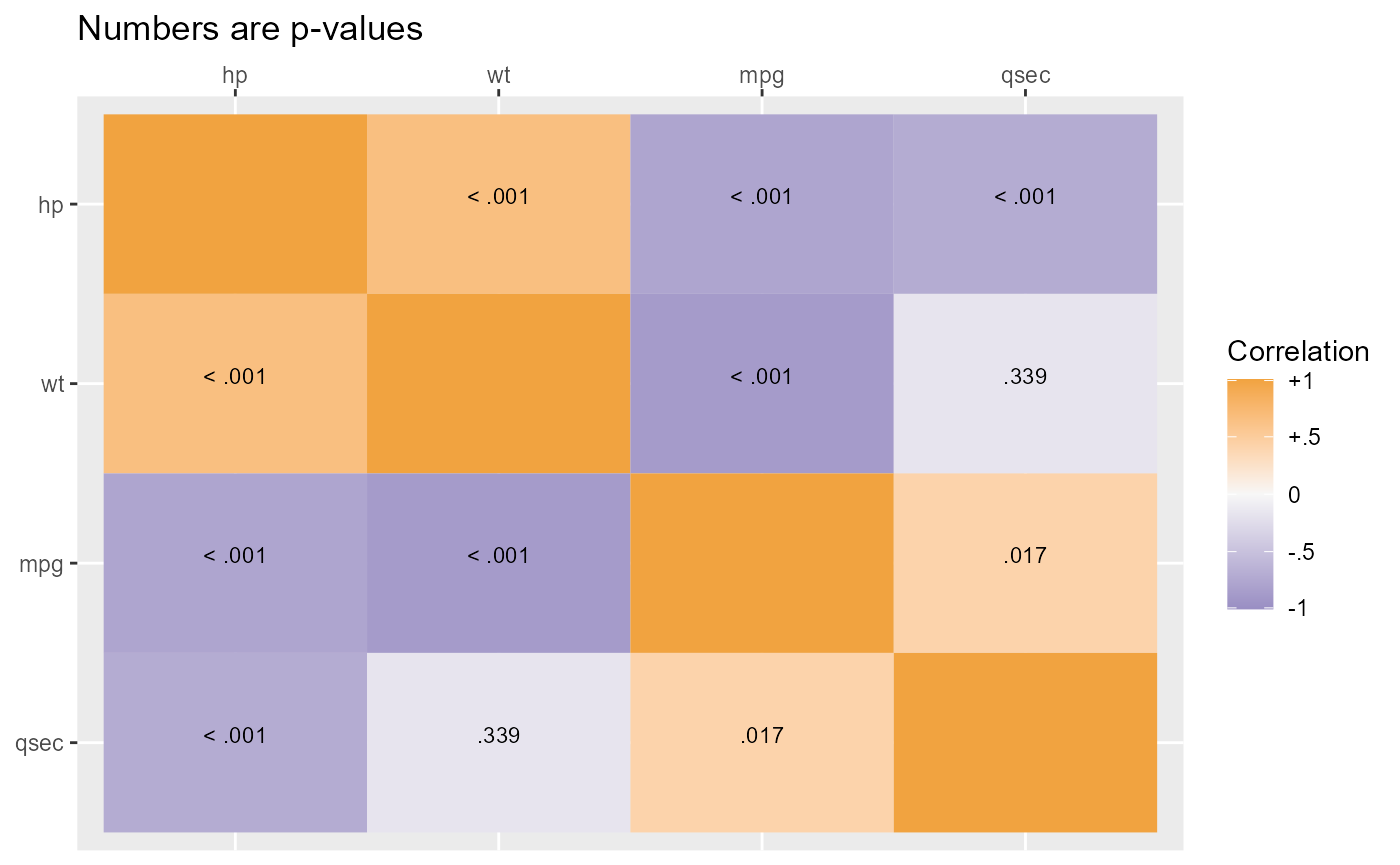 Numbers are p-values
hp wt mpg qsec
hp < .001 < .001 < .001
wt < .001 < .001 .339
mpg < .001 < .001 .017
qsec < .001 .339 .017
Correlation
+1
+.5
0
-.5
-1